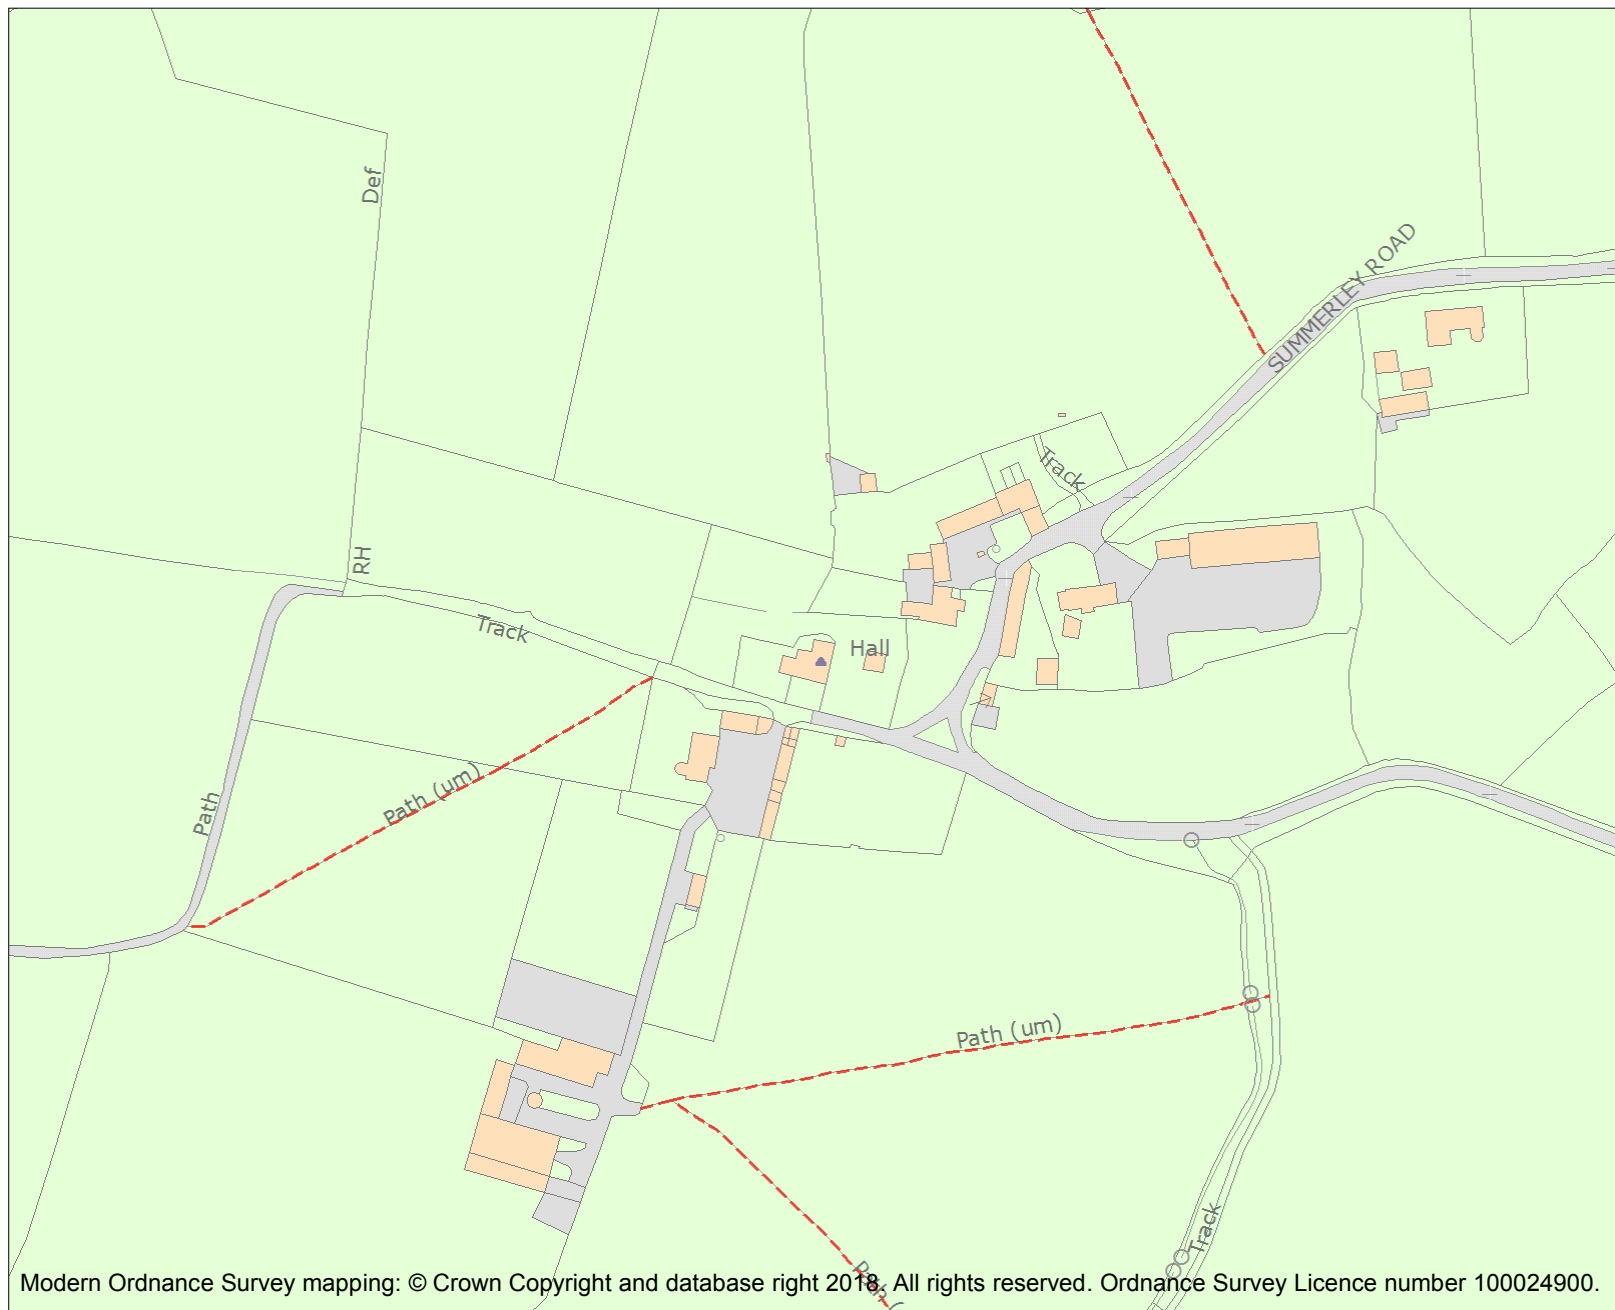 Def
SUMMERLEY ROAD
Track
RH
Track
Hall
Path (um)
Path
Path (um)
Track
Path (
Modern Ordnance Survey mapping: © Crown Copyright and database right 2018. All rights reserved. Ordnance Survey Licence number 100024900.